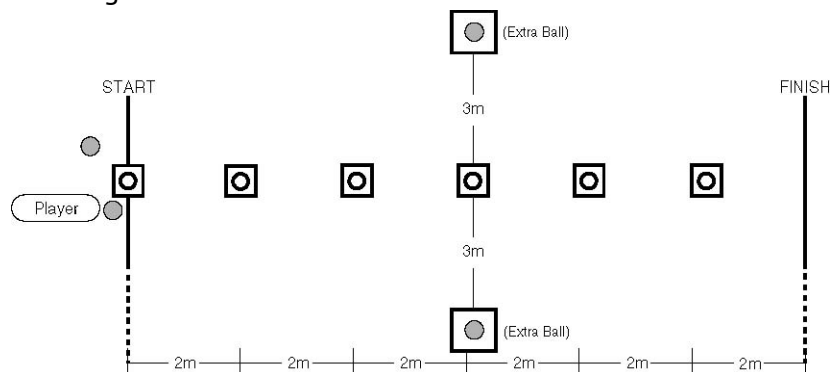 (Extra Ball)
START
FINISH
3m
Player
3m
(Extra Ball)
2m 2m 2m 2m 2m 2m